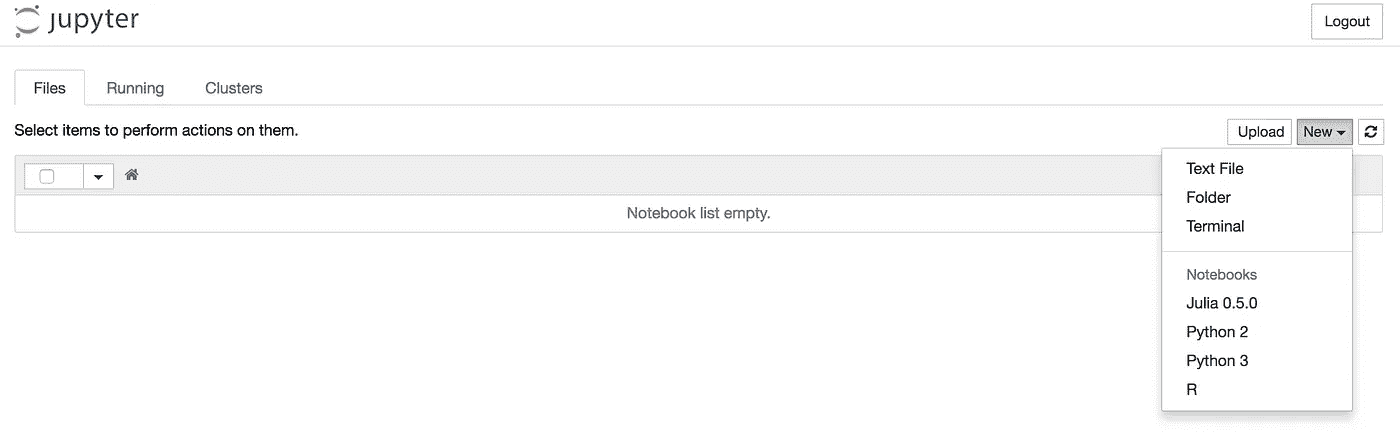 jupyter
Logout
Files Running Clusters
Select items to perform actions on them.
Upload New
Notebook list empty.
Text File
Folder
Terminal
Notebooks
Julia 0.5.0
Python 2
Python 3
R